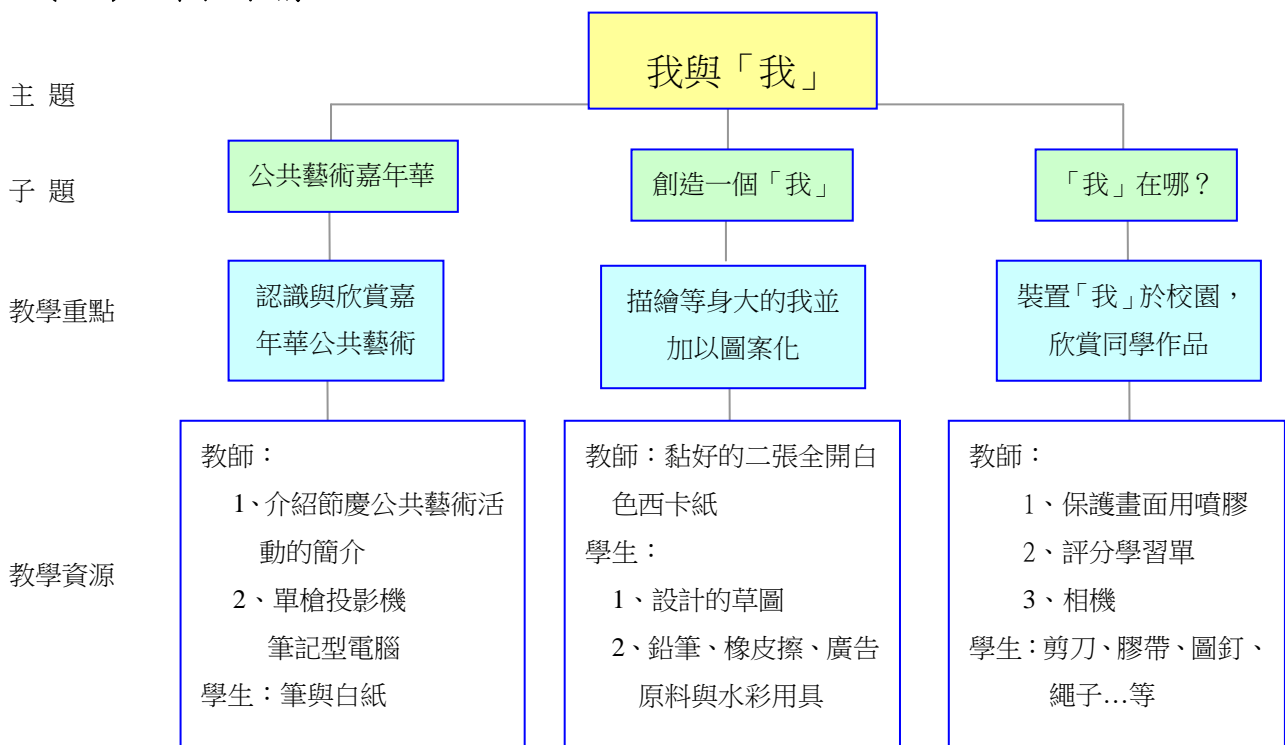 我與「我」
主 題
子 題
公共藝術嘉年華
創造一個「我」
「我」在哪？
教學重點
認識與欣賞嘉
年華公共藝術
描繪等身大的我並
加以圖案化
裝置「我」於校園，
欣賞同學作品
教學資源
教師：
1、介紹節慶公共藝術活
動的簡介
2、單槍投影機
筆記型電腦
學生：筆與白紙
教師：黏好的二張全開白
色西卡紙
學生：
1、設計的草圖
2、鉛筆、橡皮擦、廣告
原料與水彩用具
教師：
1、保護畫面用噴膠
2、評分學習單
3、相機
學生：剪刀、膠帶、圖釘、
繩子…等